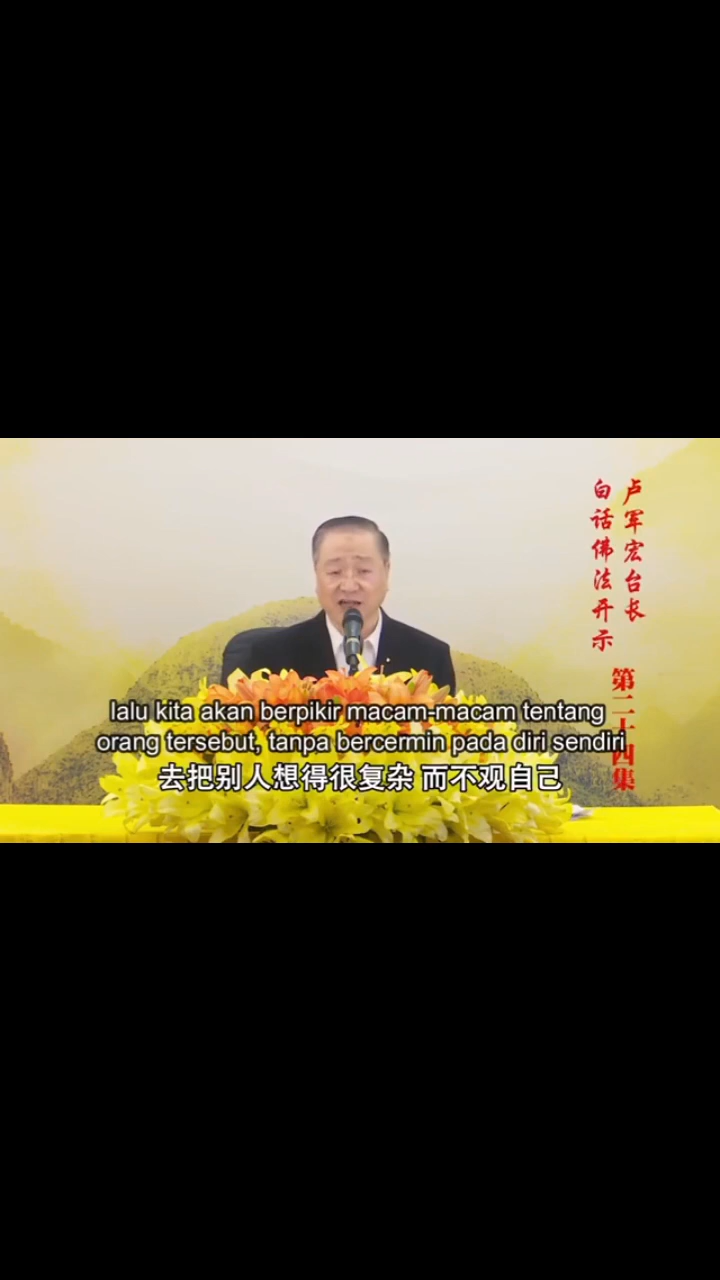 卢军宏台长
白话佛法开示
第二十四集
lalu kita akan berpikir macam-macam tentang
orang tersebut, tanpa bercermin pada diri sendiri
去把别人想得很复杂 而不观自己